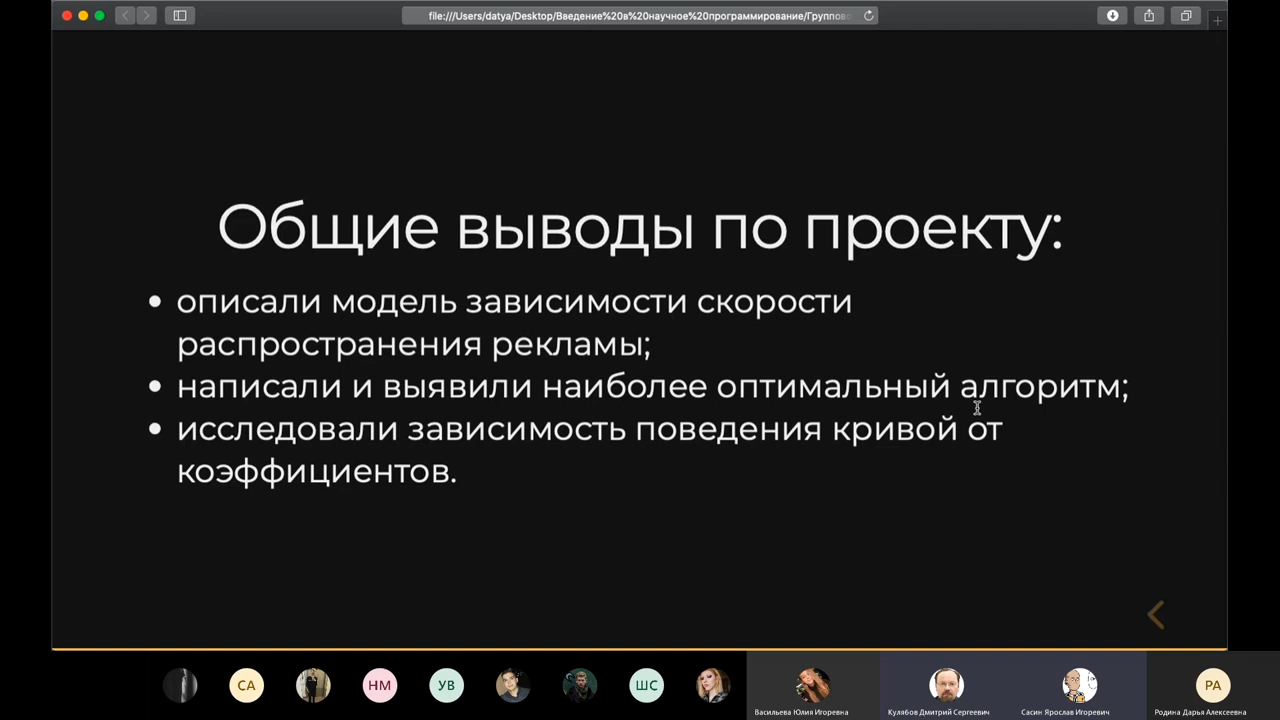 file:///Users/datya/Desktop/Введение%20в%20научное%20программирование/Группово
Общие выводы по проекту:
• описали модель зависимости скорости
распространения рекламы;
• написали и выявили наиболее оптимальный алгоритм;
• исследовали зависимость поведения кривой от
коэффициентов.
СА
НМ
УВ
ШС
РА
Васильева Юлия Игоревна
Кулябов Дмитрий Сергеевич
Сасин Ярослав Игоревич
Родина Дарья Алексеевна